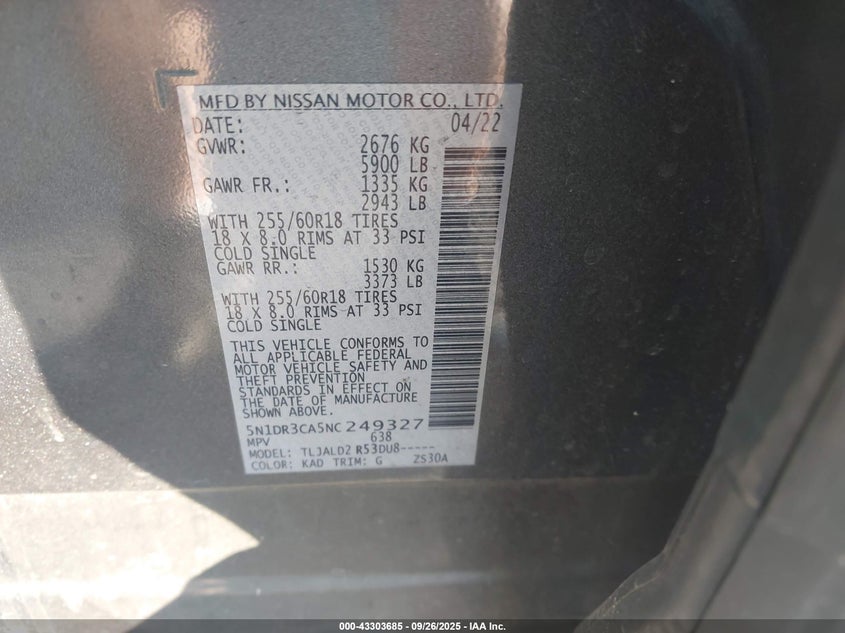 MFD BY NISSAN MOTOR CO., LTD.
DATE: 04/22
GVWR: 2676 KG
5900 LB
GAWR FR.: 1335 KG
2943 LB
WITH 255/60R18 TIRES
18 X 8.0 RIMS AT 33 PSI
COLD SINGLE
GAWR RR.: 1530 KG
3373 LB
WITH 255/60R18 TIRES
18 X 8.0 RIMS AT 33 PSI
COLD SINGLE
THIS VEHICLE CONFORMS TO
ALL APPLICABLE FEDERAL
MOTOR VEHICLE SAFETY AND
THEFT PREVENTION
STANDARDS IN EFFECT ON
THE DATE OF MANUFACTURE
SHOWN ABOVE.
5N1DR3CA5NC249327
MPV 638
MODEL: TLJALD2 R53DU8-----
COLOR: KAD TRIM: G ZS30A
000-43303685 - 09/26/2025 - IAA Inc.